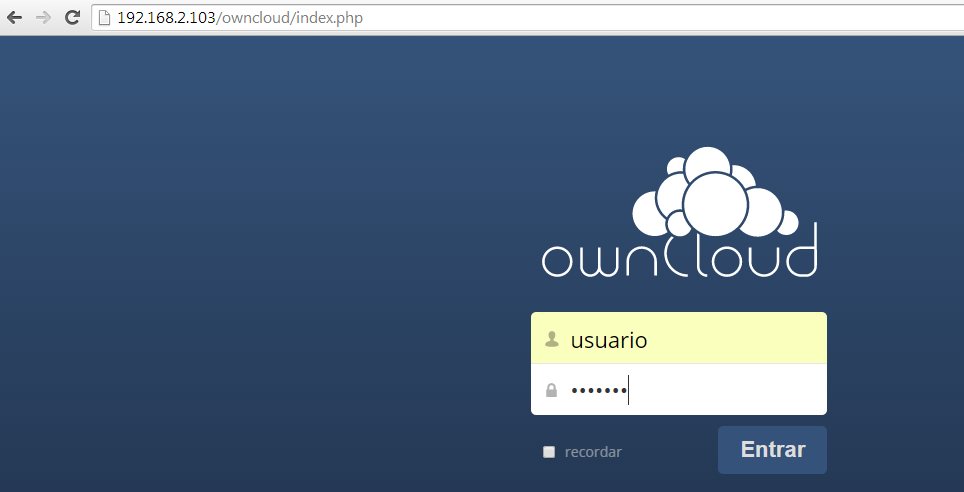 192.168.2.103/owncloud/index.php
ownCloud
usuario
•••••••
recordar
Entrar